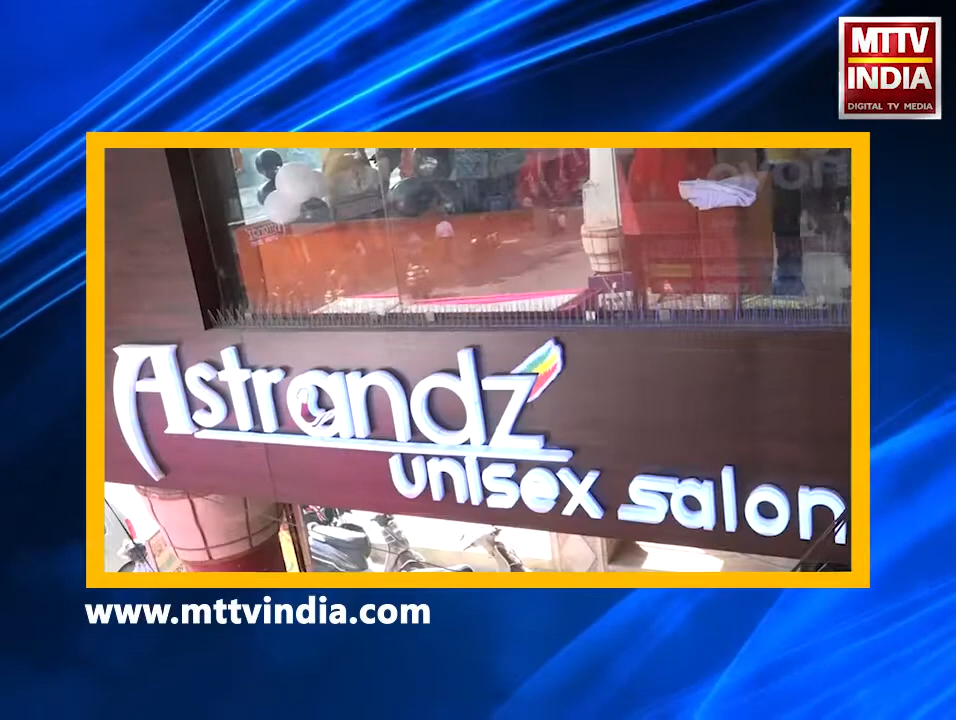 MTTV
INDIA
DIGITAL TV MEDIA
Astrandz
unisex salon
www.mttvindia.com